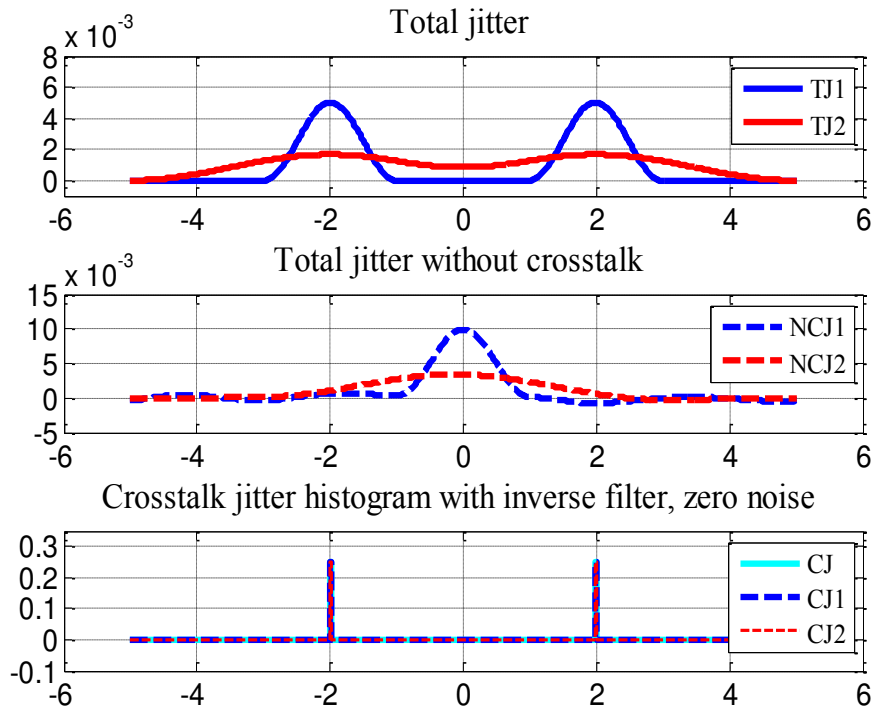 Total jitter
x 10^-3
8
6
4
2
0
-6 -4 -2 0 2 4 6
TJ1
TJ2
Total jitter without crosstalk
x 10^-3
15
10
5
0
-5
-6 -4 -2 0 2 4 6
NCJ1
NCJ2
Crosstalk jitter histogram with inverse filter, zero noise
0.3
0.2
0.1
0
-0.1
-6 -4 -2 0 2 4 6
CJ
CJ1
CJ2